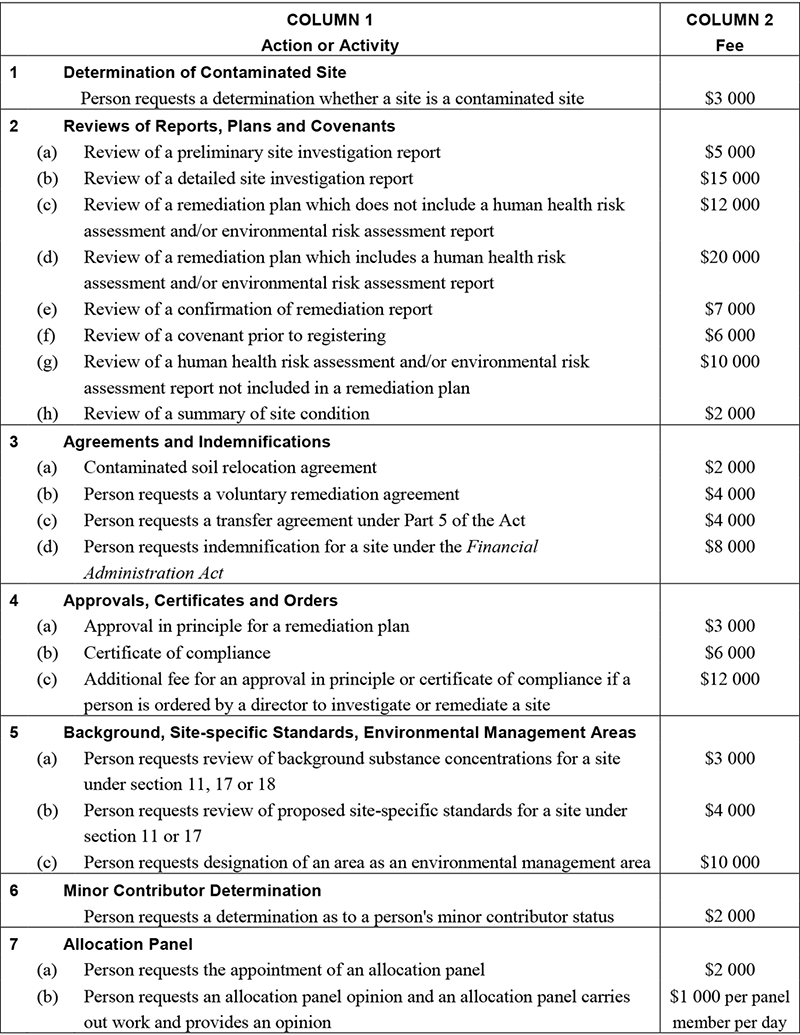 COLUMN 1 COLUMN 2
Action or Activity Fee
1 Determination of Contaminated Site
Person requests a determination whether a site is a contaminated site $3 000
2 Reviews of Reports, Plans and Covenants
(a) Review of a preliminary site investigation report $5 000
(b) Review of a detailed site investigation report $15 000
(c) Review of a remediation plan which does not include a human health risk $12 000
assessment and/or environmental risk assessment report
(d) Review of a remediation plan which includes a human health risk $20 000
assessment and/or environmental risk assessment report
(e) Review of a confirmation of remediation report $7 000
(f) Review of a covenant prior to registering $6 000
(g) Review of a human health risk assessment and/or environmental risk $10 000
assessment report not included in a remediation plan
(h) Review of a summary of site condition $2 000
3 Agreements and Indemnifications
(a) Contaminated soil relocation agreement $2 000
(b) Person requests a voluntary remediation agreement $4 000
(c) Person requests a transfer agreement under Part 5 of the Act $4 000
(d) Person requests indemnification for a site under the Financial $8 000
Administration Act
4 Approvals, Certificates and Orders
(a) Approval in principle for a remediation plan $3 000
(b) Certificate of compliance $6 000
(c) Additional fee for an approval in principle or certificate of compliance if a $12 000
person is ordered by a director to investigate or remediate a site
5 Background, Site-specific Standards, Environmental Management Areas
(a) Person requests review of background substance concentrations for a site $3 000
under section 11, 17 or 18
(b) Person requests review of proposed site-specific standards for a site under $4 000
section 11 or 17
(c) Person requests designation of an area as an environmental management area $10 000
6 Minor Contributor Determination
Person requests a determination as to a person's minor contributor status $2 000
7 Allocation Panel
(a) Person requests the appointment of an allocation panel $2 000
(b) Person requests an allocation panel opinion and an allocation panel carries $1 000 per panel
out work and provides an opinion member per day